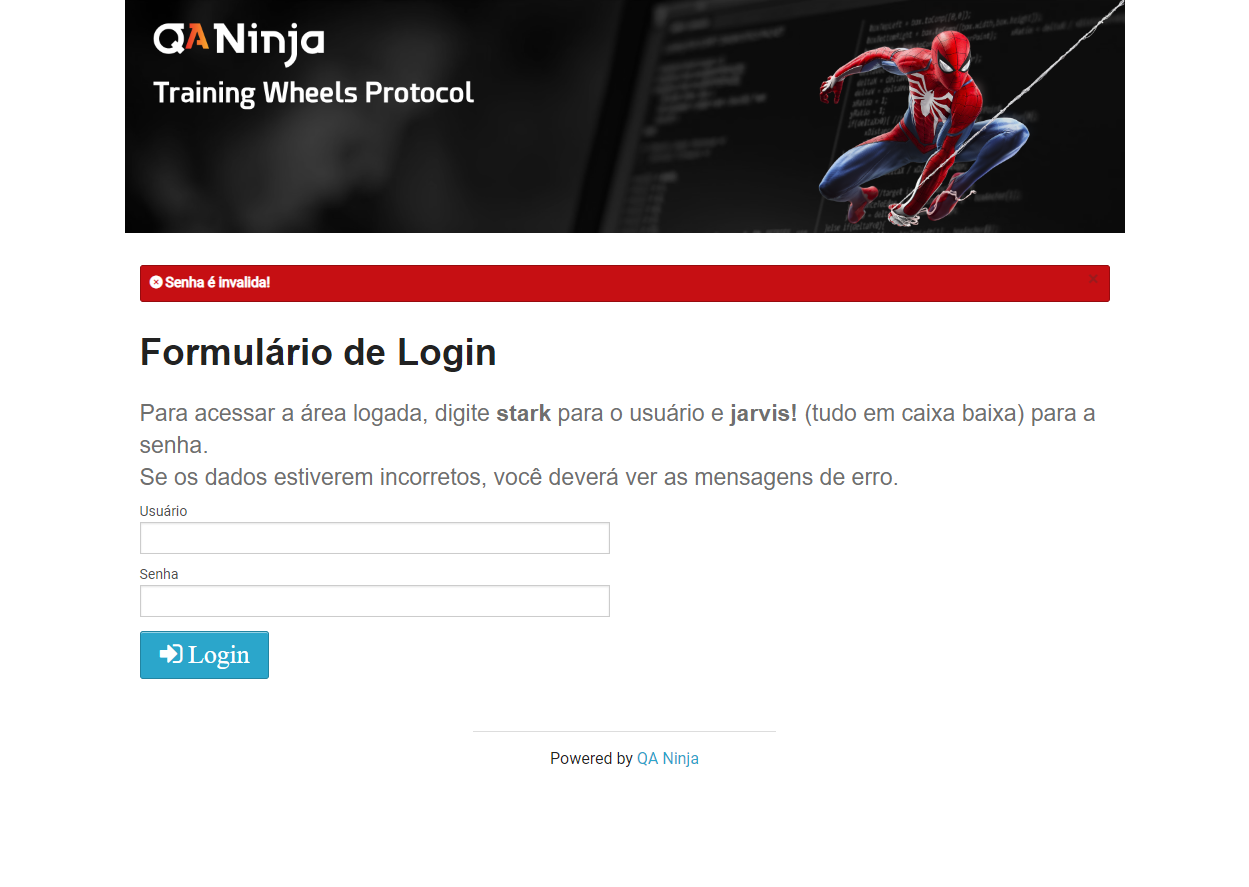 QANinja
Training Wheels Protocol
Senha é invalida!
×
Formulário de Login
Para acessar a área logada, digite stark para o usuário e jarvis! (tudo em caixa baixa) para a
senha.
Se os dados estiverem incorretos, você deverá ver as mensagens de erro.
Usuário
Senha
Login
Powered by QA Ninja